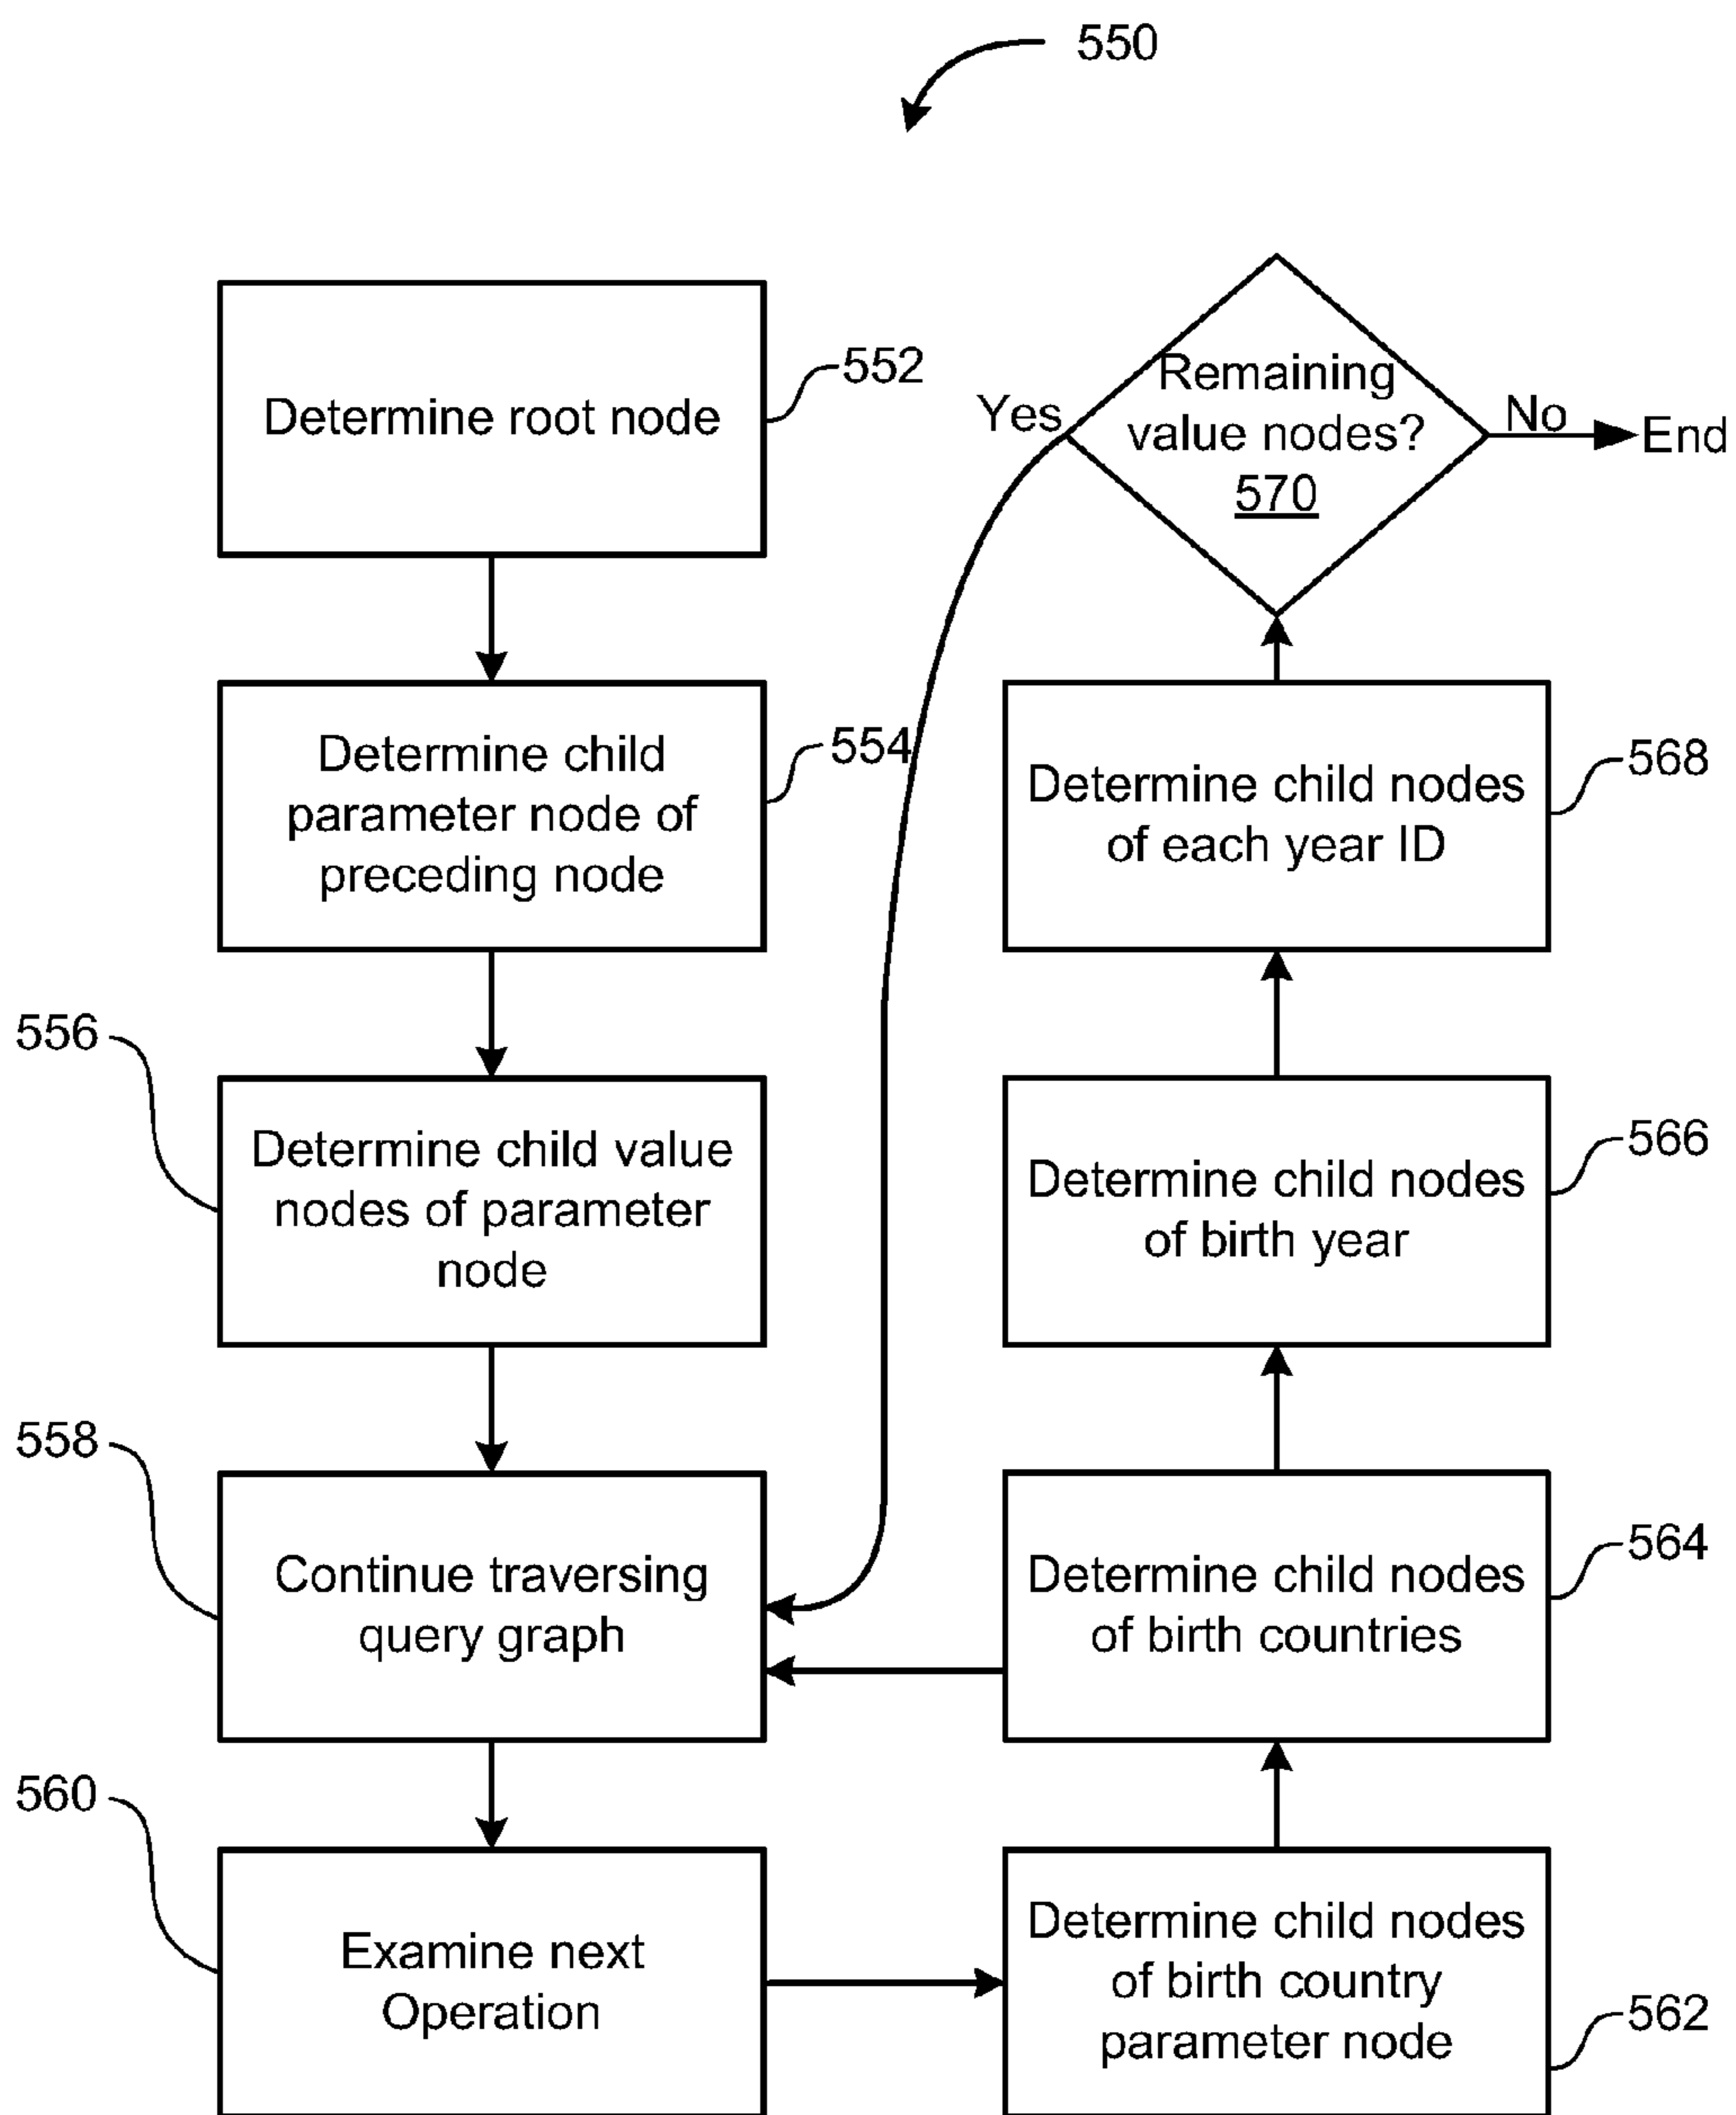 550
Determine root node
552
Determine child
parameter node of
preceding node
554
556
Determine child value
nodes of parameter
node
558
Continue traversing
query graph
560
Examine next
Operation
Determine child nodes
of birth country
parameter node
562
Determine child nodes
of birth countries
564
Determine child nodes
of birth year
566
Determine child nodes
of each year ID
568
Remaining
value nodes?
570
Yes
No
End